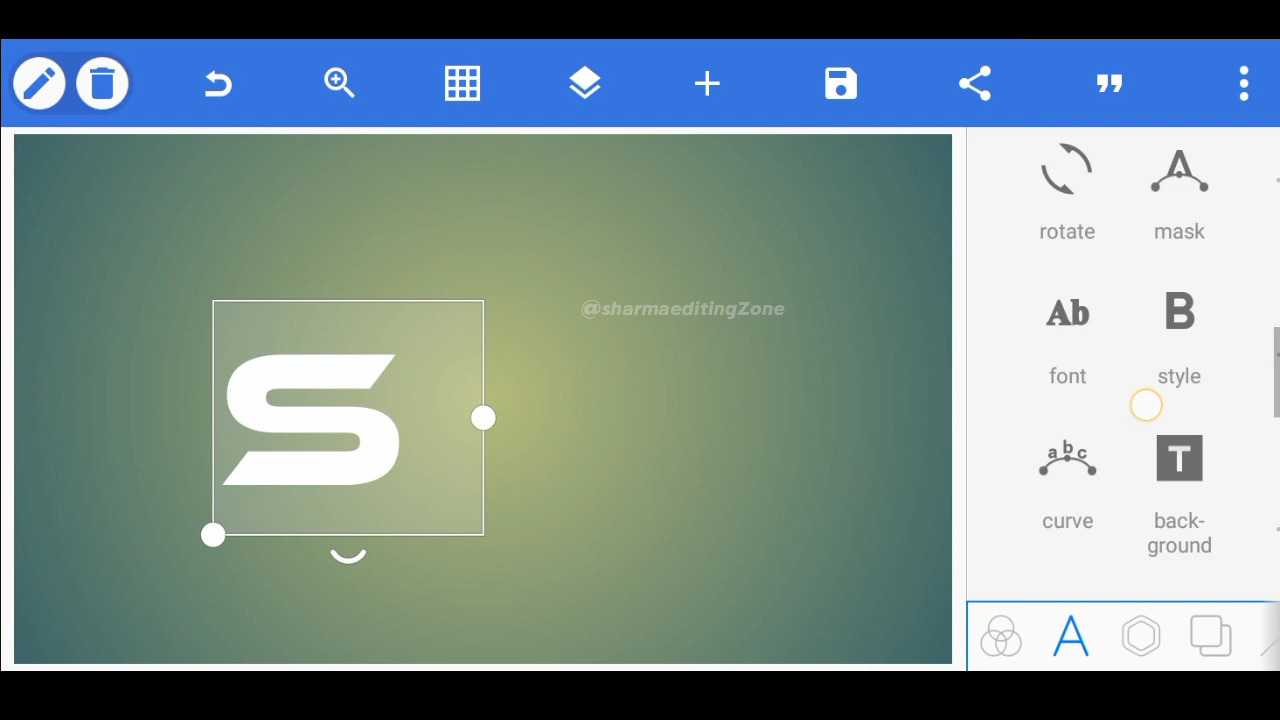 @sharmaeditingZone
S
rotate
mask
Ab
font
B
style
abc
curve
T
back-
ground
A